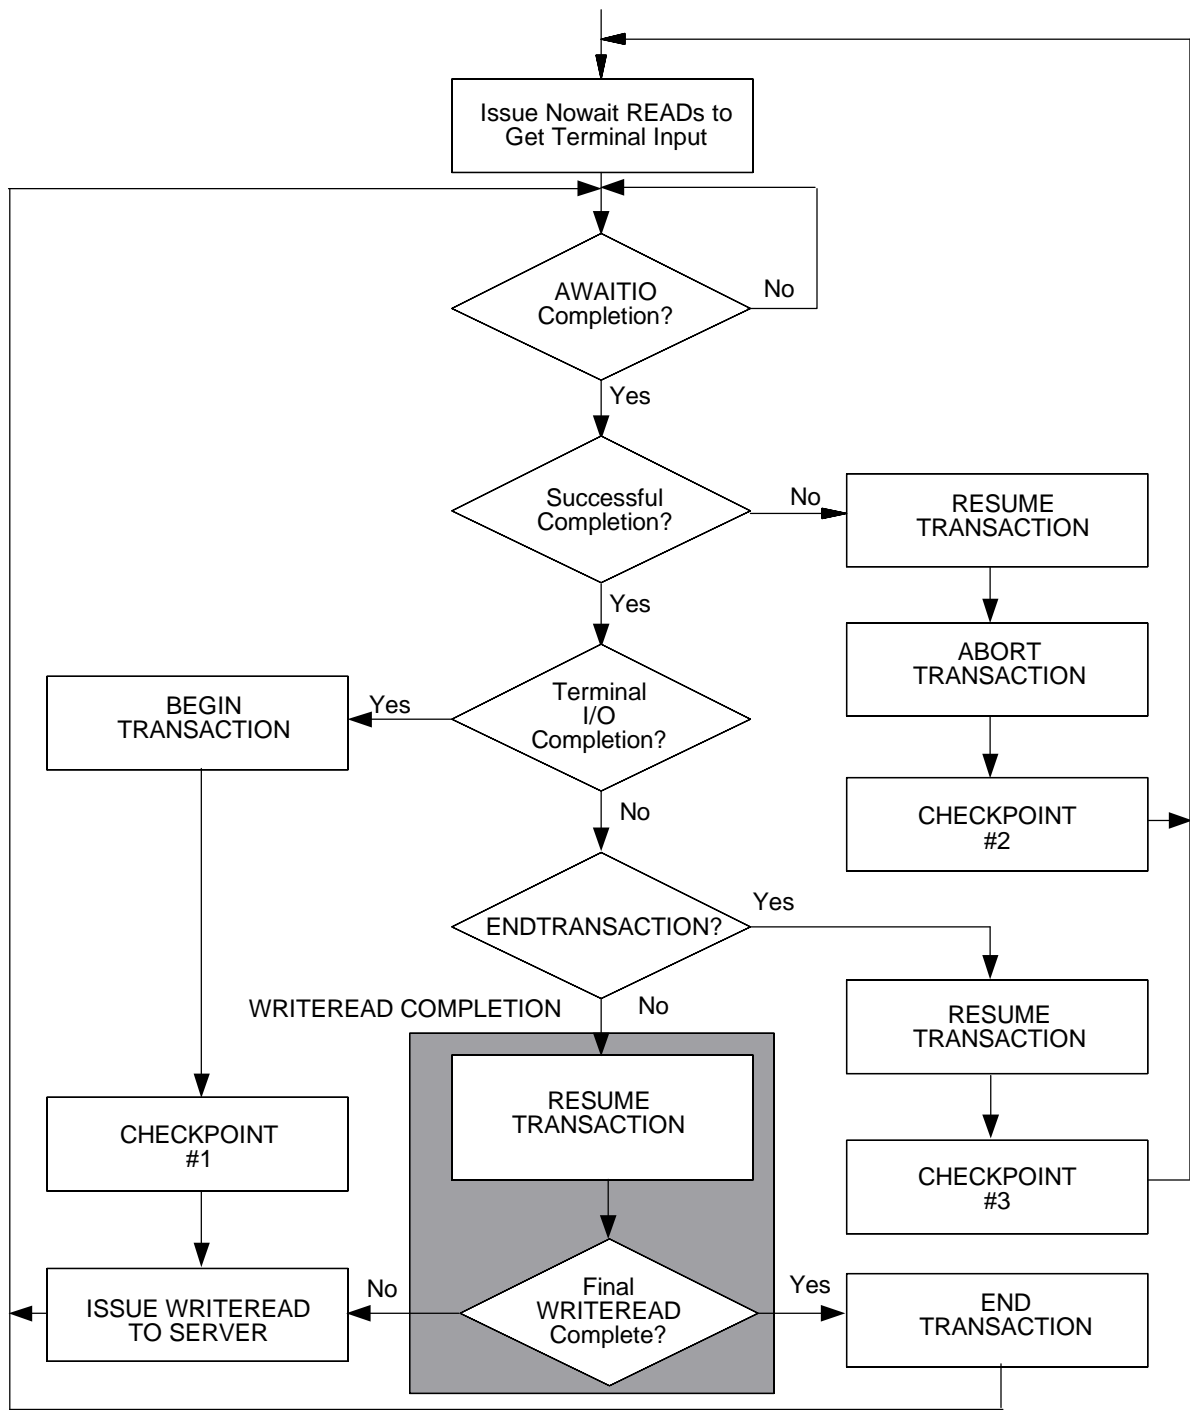 Issue Nowait READs to
Get Terminal Input
AWAITIO
Completion?
No
Yes
Successful
Completion?
No
RESUME
TRANSACTION
Yes
ABORT
TRANSACTION
Terminal
I/O
Completion?
Yes
BEGIN
TRANSACTION
No
CHECKPOINT
#2
ENDTRANSACTION?
Yes
WRITEREAD COMPLETION
No
RESUME
TRANSACTION
RESUME
TRANSACTION
CHECKPOINT
#1
CHECKPOINT
#3
ISSUE WRITEREAD
TO SERVER
No
Final
WRITEREAD
Complete?
Yes
END
TRANSACTION